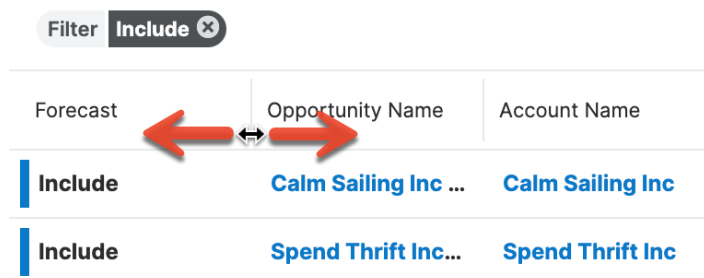 Filter Include
Forecast Opportunity Name Account Name
Include Calm Sailing Inc ... Calm Sailing Inc
Include Spend Thrift Inc... Spend Thrift Inc